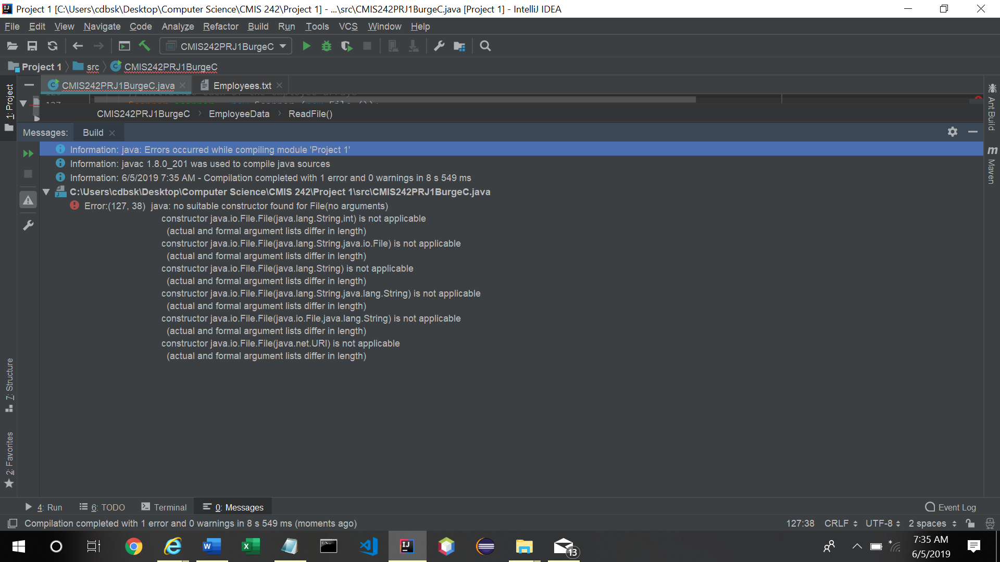 Project 1 [C:\Users\cdbsk\Desktop\Computer Science\CMIS 242\Project 1] - ...\src\CMIS242PRJ1BurgeC.java [Project 1] - IntelliJ IDEA
File Edit View Navigate Code Analyze Refactor Build Run Tools VCS Window Help
CMIS242PRJ1BurgeC
Project 1 src CMIS242PRJ1BurgeC
1: Project
CMIS242PRJ1BurgeC.java Employees.txt
127
CMIS242PRJ1BurgeC EmployeeData ReadFile()
Ant Build
Maven
Messages: Build
Information: java: Errors occurred while compiling module 'Project 1'
Information: javac 1.8.0_201 was used to compile java sources
Information: 6/5/2019 7:35 AM - Compilation completed with 1 error and 0 warnings in 8 s 549 ms
C:\Users\cdbsk\Desktop\Computer Science\CMIS 242\Project 1\src\CMIS242PRJ1BurgeC.java
Error:(127, 38) java: no suitable constructor found for File(no arguments)
constructor java.io.File.File(java.lang.String,int) is not applicable
(actual and formal argument lists differ in length)
constructor java.io.File.File(java.lang.String,java.io.File) is not applicable
(actual and formal argument lists differ in length)
constructor java.io.File.File(java.lang.String) is not applicable
(actual and formal argument lists differ in length)
constructor java.io.File.File(java.lang.String,java.lang.String) is not applicable
(actual and formal argument lists differ in length)
constructor java.io.File.File(java.io.File,java.lang.String) is not applicable
(actual and formal argument lists differ in length)
constructor java.io.File.File(java.net.URI) is not applicable
(actual and formal argument lists differ in length)
7: Structure
2: Favorites
4: Run 6: TODO Terminal 0: Messages Event Log
Compilation completed with 1 error and 0 warnings in 8 s 549 ms (moments ago) 127:38 CRLF UTF-8 2 spaces
13
7:35 AM
6/5/2019